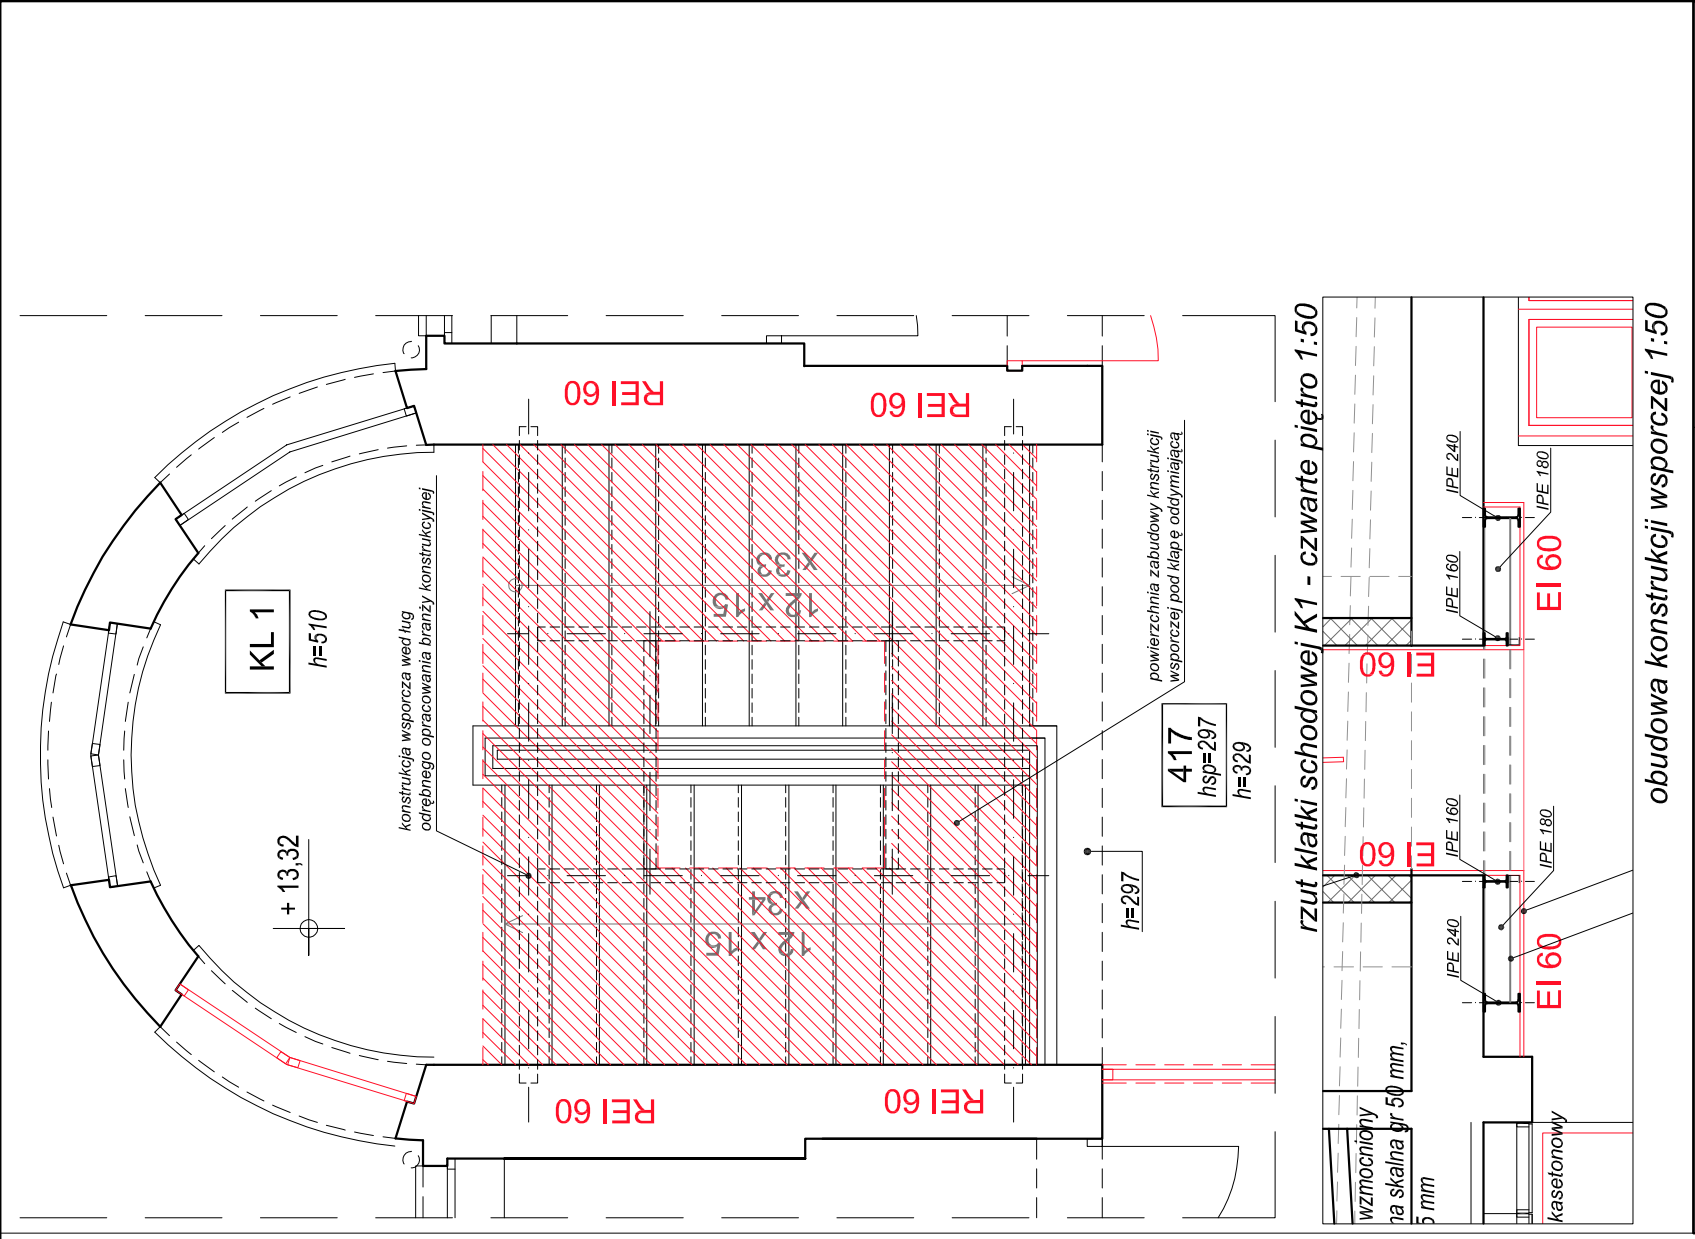 KL 1
h=510
+ 13,32
konstrukcja wsporcza wed ług
odrębnego opracowania branży konstrukcyjnej
REI 60
REI 60
REI 60
REI 60
12 x 15
x 33
12 x 15
x 34
powierzchnia zabudowy knstrukcji
wsporczej pod klapę oddymiającą
417
hsp=297
h=329
h=297
rzut klatki schodowej K1 - czwarte piętro 1:50
EI 60
EI 60
IPE 240
IPE 160
IPE 180
EI 60
IPE 160
IPE 240
IPE 180
EI 60
wzmocniony
na skalna gr 50 mm,
5 mm
kasetonowy
obudowa konstrukcji wsporczej 1:50